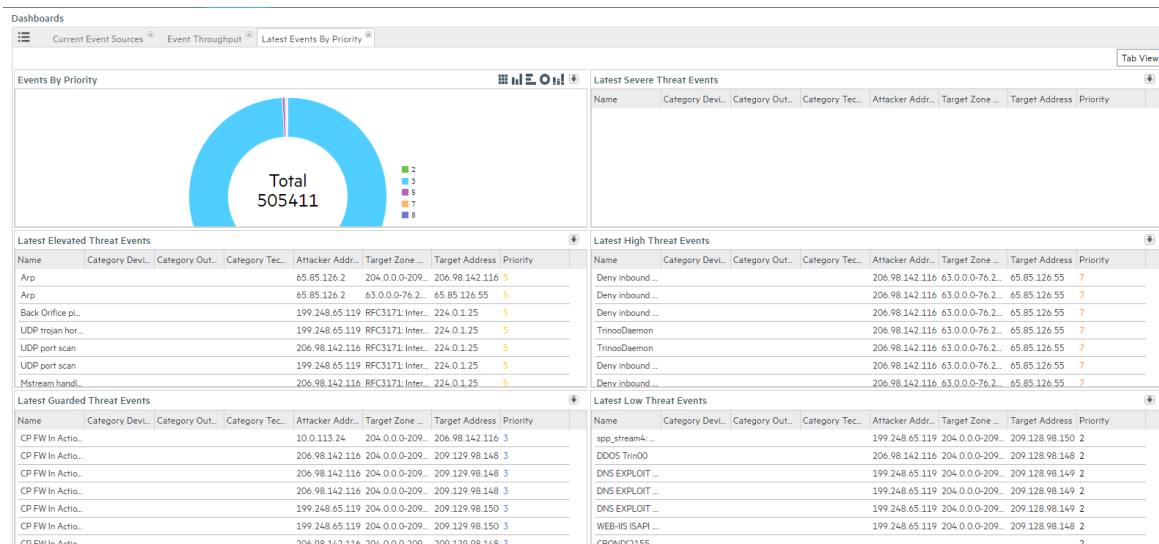 Dashboards
Current Event Sources Event Throughput Latest Events By Priority
Tab View
Events By Priority
Total
505411
2
3
5
7
8
Latest Severe Threat Events
Name Category Devi... Category Out... Category Tec... Attacker Addr... Target Zone ... Target Address Priority
Latest Elevated Threat Events
Name Category Devi... Category Out... Category Tec... Attacker Addr... Target Zone ... Target Address Priority
Arp 65.85.126.2 204.0.0.0-209... 206.98.142.116 5
Arp 65.85.126.2 63.0.0.0-76.2... 65.85.126.55 5
Back Orifice pi... 199.248.65.119 RFC3171: Inter... 224.0.1.25 5
UDP trojan hor... 199.248.65.119 RFC3171: Inter... 224.0.1.25 5
UDP port scan 206.98.142.116 RFC3171: Inter... 224.0.1.25 5
UDP port scan 199.248.65.119 RFC3171: Inter... 224.0.1.25 5
Mstream handl... 206.98.142.116 RFC3171: Inter... 224.0.1.25 5
Latest High Threat Events
Name Category Devi... Category Out... Category Tec... Attacker Addr... Target Zone ... Target Address Priority
Deny inbound ... 206.98.142.116 63.0.0.0-76.2... 65.85.126.55 7
Deny inbound ... 206.98.142.116 63.0.0.0-76.2... 65.85.126.55 7
Deny inbound ... 206.98.142.116 63.0.0.0-76.2... 65.85.126.55 7
TrinooDaemon 206.98.142.116 63.0.0.0-76.2... 65.85.126.55 7
TrinooDaemon 206.98.142.116 63.0.0.0-76.2... 65.85.126.55 7
Deny inbound ... 206.98.142.116 63.0.0.0-76.2... 65.85.126.55 7
Deny inbound ... 206.98.142.116 63.0.0.0-76.2... 65.85.126.55 7
Latest Guarded Threat Events
Name Category Devi... Category Out... Category Tec... Attacker Addr... Target Zone ... Target Address Priority
CP FW In Actio... 10.0.113.24 204.0.0.0-209... 206.98.142.116 3
CP FW In Actio... 206.98.142.116 204.0.0.0-209... 209.129.98.148 3
CP FW In Actio... 206.98.142.116 204.0.0.0-209... 209.129.98.148 3
CP FW In Actio... 206.98.142.116 204.0.0.0-209... 209.129.98.148 3
CP FW In Actio... 199.248.65.119 204.0.0.0-209... 209.129.98.150 3
CP FW In Actio... 199.248.65.119 204.0.0.0-209... 209.129.98.150 3
CP FW In Actio... 206.98.142.116 204.0.0.0-209... 209.129.98.148 3
Latest Low Threat Events
Name Category Devi... Category Out... Category Tec... Attacker Addr... Target Zone ... Target Address Priority
spp_stream4: ... 199.248.65.119 204.0.0.0-209... 209.128.98.150 2
DDOS Trin00 206.98.142.116 204.0.0.0-209... 209.128.98.148 2
DNS EXPLOIT ... 199.248.65.119 204.0.0.0-209... 209.128.98.149 2
DNS EXPLOIT ... 199.248.65.119 204.0.0.0-209... 209.128.98.149 2
DNS EXPLOIT ... 199.248.65.119 204.0.0.0-209... 209.128.98.149 2
WEB-IIS ISAPI ... 199.248.65.119 204.0.0.0-209... 209.128.98.148 2
2